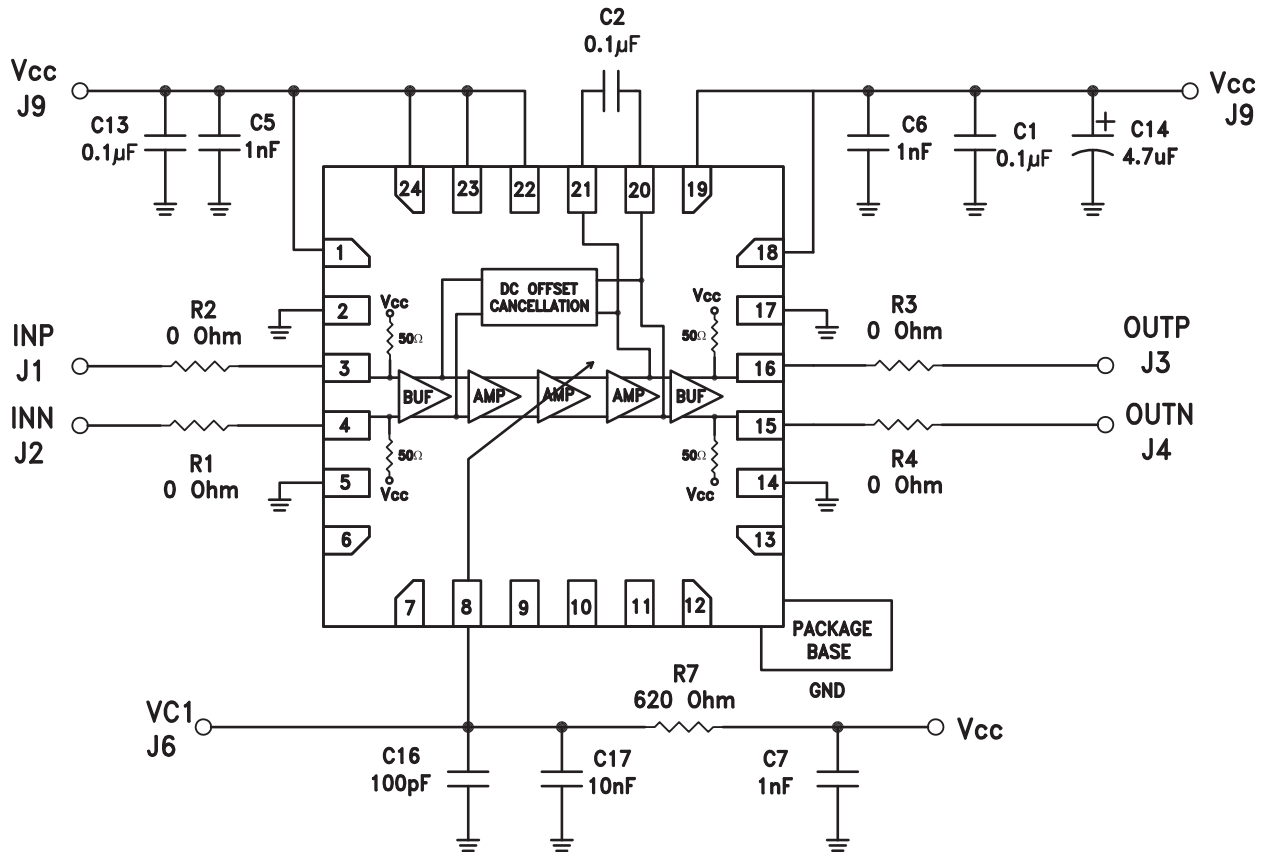 C2
0.1µF
Vcc
J9
C13
0.1µF
C5
1nF
C6
1nF
C1
0.1µF
+
C14
4.7uF
Vcc
J9
24
23
22
21
20
19
1
2
3
4
5
6
18
17
16
15
14
13
7
8
9
10
11
12
DC OFFSET
CANCELLATION
Vcc
50Ω
Vcc
50Ω
BUF
AMP
AMP
AMP
BUF
50Ω
Vcc
50Ω
Vcc
INP
J1
R2
0 Ohm
INN
J2
R1
0 Ohm
R3
0 Ohm
OUTP
J3
OUTN
J4
R4
0 Ohm
PACKAGE
BASE
GND
R7
620 Ohm
VC1
J6
Vcc
C16
100pF
C17
10nF
C7
1nF